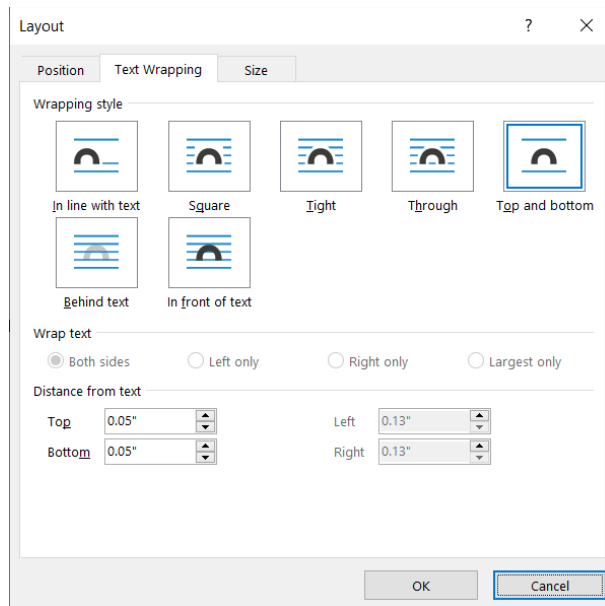 Layout ?
Position Text Wrapping Size
Wrapping style
In line with text Square Tight Through Top and bottom
Behind text In front of text
Wrap text
Both sides Left only Right only Largest only
Distance from text
Top 0.05" Left 0.13"
Bottom 0.05" Right 0.13"
OK Cancel